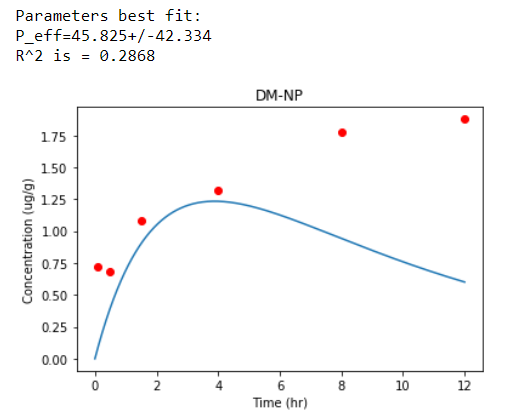 Parameters best fit:
P_eff=45.825+/-42.334
R^2 is = 0.2868
DM-NP
Concentration (ug/g)
1.75
1.50
1.25
1.00
0.75
0.50
0.25
0.00
0 2 4 6 8 10 12
Time (hr)